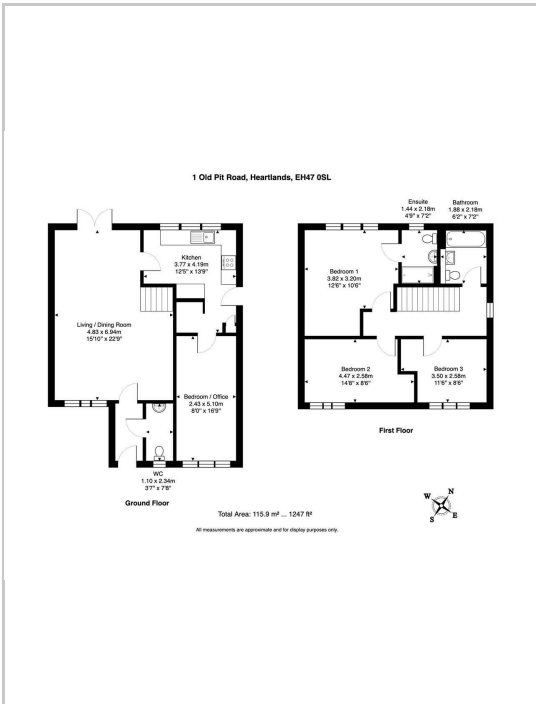 1 Old Pit Road, Heartlands, EH47 0SL
Kitchen
3.77 x 4.19m
12'5" x 13'9"
Living / Dining Room
4.83 x 6.94m
15'10" x 22'9"
Bedroom / Office
2.43 x 5.10m
8'0" x 16'9"
WC
1.10 x 2.34m
3'7" x 7'8"
Ground Floor
Ensuite
1.44 x 2.18m
4'9" x 7'2"
Bathroom
1.88 x 2.18m
6'2" x 7'2"
Bedroom 1
3.82 x 3.20m
12'6" x 10'6"
Bedroom 2
4.47 x 2.58m
14'8" x 8'6"
Bedroom 3
3.50 x 2.58m
11'6" x 8'6"
First Floor
N
W
E
S
Total Area: 115.9 m² ... 1247 ft²
All measurements are approximate and for display purposes only.